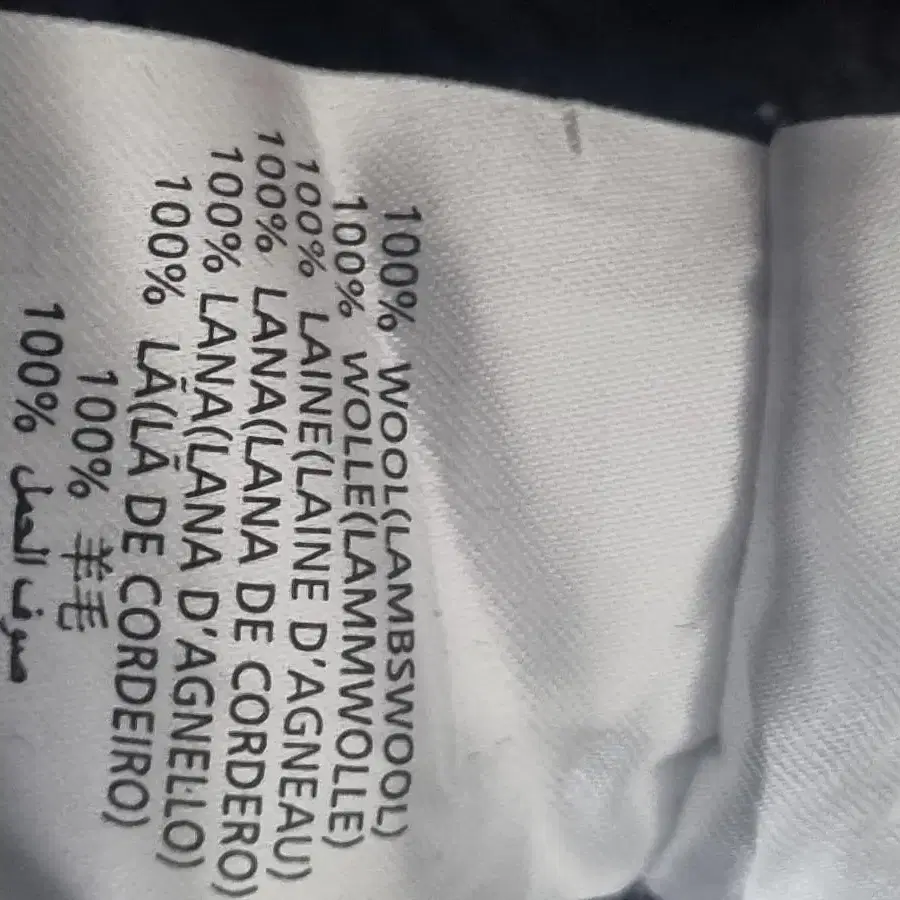 100% WOOL(LAMBSWOOL)
100% WOLLE(LAMMWOLLE)
100% LAINE(LAINE D'AGNEAU)
100% LANA(LANA DE CORDERO)
100% LANA(LANA D'AGNELLO)
100% LÃ(LÃ DE CORDEIRO)
100% 羊毛
100% صوف الحمل